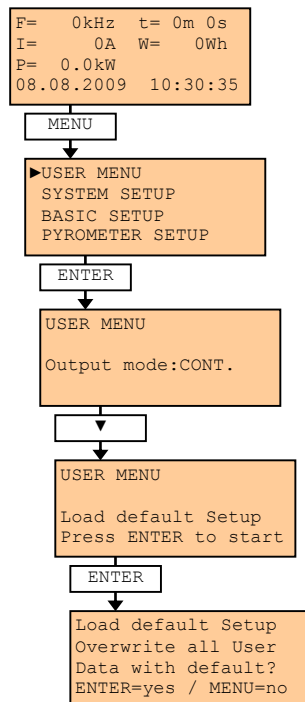 F=   0kHz  t= 0m 0s
I=     0A  W=   0Wh
P=  0.0kW
08.08.2009  10:30:35
MENU
►USER MENU
SYSTEM SETUP
BASIC SETUP
PYROMETER SETUP
ENTER
USER MENU
Output mode:CONT.
▼
USER MENU
Load default Setup
Press ENTER to start
ENTER
Load default Setup
Overwrite all User
Data with default?
ENTER=yes / MENU=no